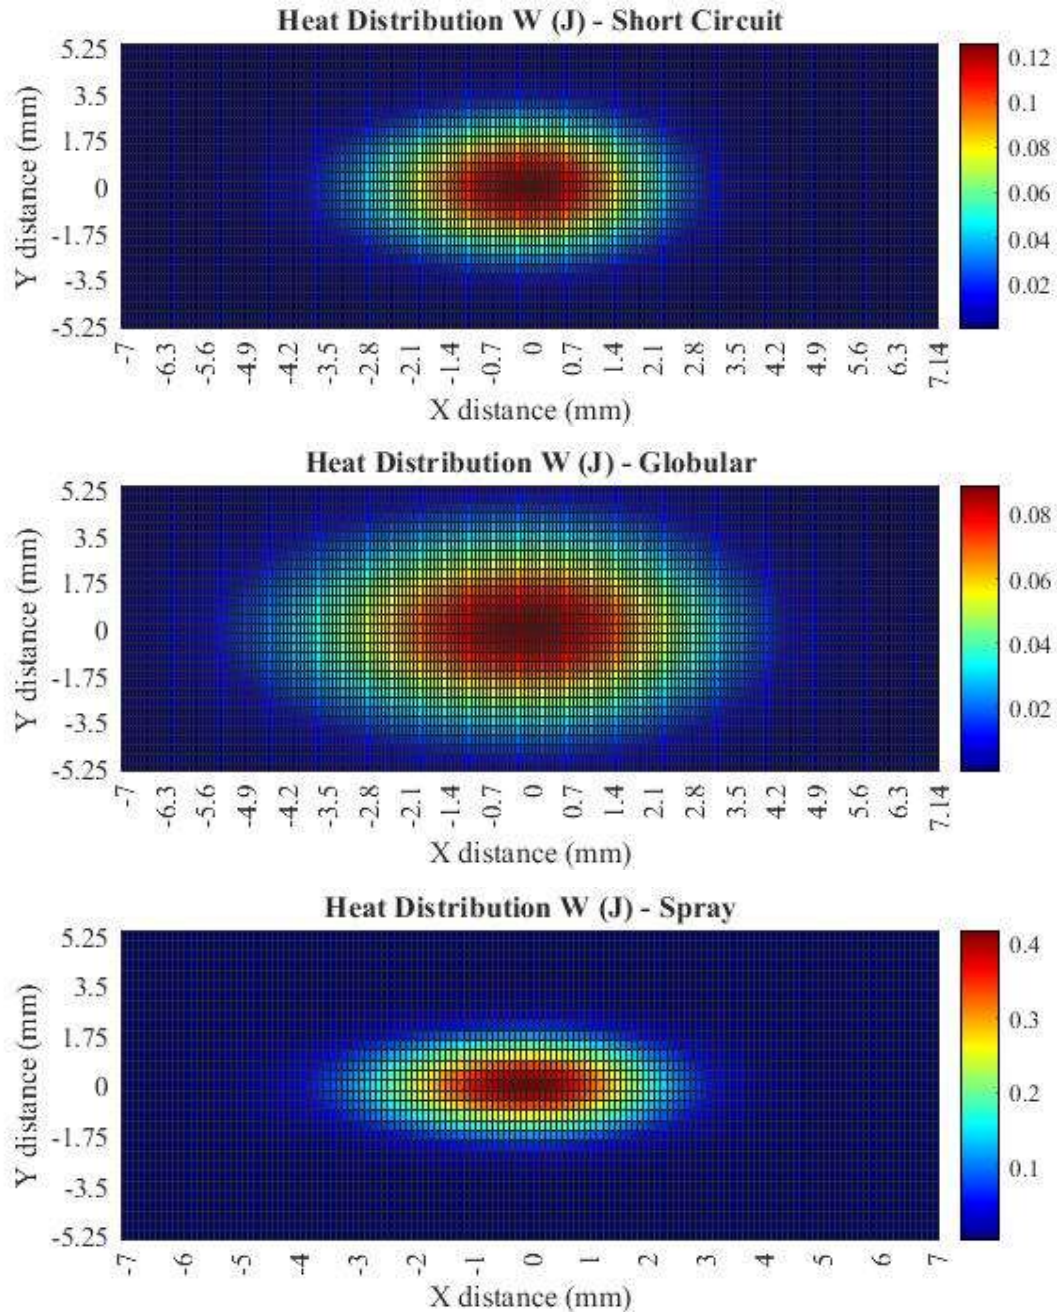 Heat Distribution W (J) - Short Circuit
5.25
3.5
1.75
0
-1.75
-3.5
-5.25
Y distance (mm)
-7 -6.3 -5.6 -4.9 -4.2 -3.5 -2.8 -2.1 -1.4 -0.7 0 0.7 1.4 2.1 2.8 3.5 4.2 4.9 5.6 6.3 7.14
X distance (mm)
0.12
0.1
0.08
0.06
0.04
0.02
Heat Distribution W (J) - Globular
5.25
3.5
1.75
0
-1.75
-3.5
-5.25
Y distance (mm)
-7 -6.3 -5.6 -4.9 -4.2 -3.5 -2.8 -2.1 -1.4 -0.7 0 0.7 1.4 2.1 2.8 3.5 4.2 4.9 5.6 6.3 7.14
X distance (mm)
0.08
0.06
0.04
0.02
Heat Distribution W (J) - Spray
5.25
3.5
1.75
0
-1.75
-3.5
-5.25
Y distance (mm)
-7 -6 -5 -4 -3 -2 -1 0 1 2 3 4 5 6 7
X distance (mm)
0.4
0.3
0.2
0.1